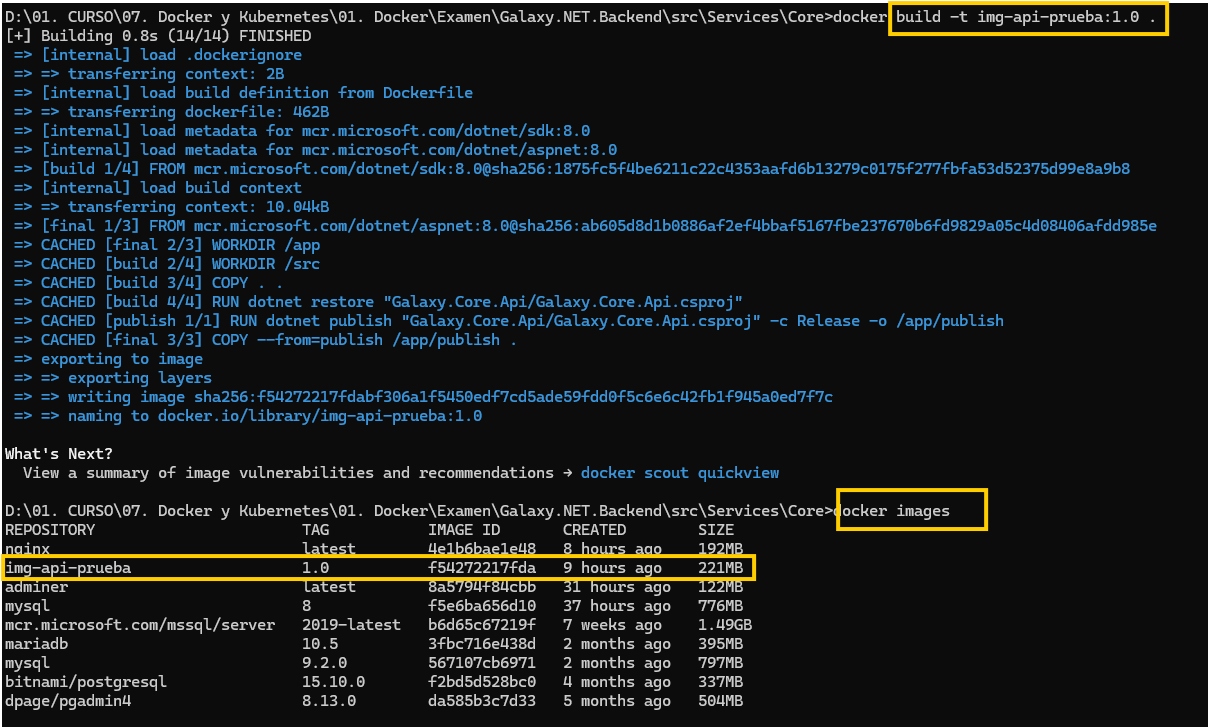 D:\01. CURSO\07. Docker y Kubernetes\01. Docker\Examen\Galaxy.NET.Backend\src\Services\Core>docker build -t img-api-prueba:1.0 .
[+] Building 0.8s (14/14) FINISHED
=> [internal] load .dockerignore
=> => transferring context: 2B
=> [internal] load build definition from Dockerfile
=> => transferring dockerfile: 462B
=> [internal] load metadata for mcr.microsoft.com/dotnet/sdk:8.0
=> [internal] load metadata for mcr.microsoft.com/dotnet/aspnet:8.0
=> [build 1/4] FROM mcr.microsoft.com/dotnet/sdk:8.0@sha256:1875fc5f4be6211c22c4353aafd6b13279c0175f277fbfa53d52375d99e8a9b8
=> [internal] load build context
=> => transferring context: 10.04kB
=> [final 1/3] FROM mcr.microsoft.com/dotnet/aspnet:8.0@sha256:ab605d8d1b0886af2ef4bbaf5167fbe237670b6fd9829a05c4d08406afdd985e
=> CACHED [final 2/3] WORKDIR /app
=> CACHED [build 2/4] WORKDIR /src
=> CACHED [build 3/4] COPY . .
=> CACHED [build 4/4] RUN dotnet restore "Galaxy.Core.Api/Galaxy.Core.Api.csproj"
=> CACHED [publish 1/1] RUN dotnet publish "Galaxy.Core.Api/Galaxy.Core.Api.csproj" -c Release -o /app/publish
=> CACHED [final 3/3] COPY --from=publish /app/publish .
=> exporting to image
=> => exporting layers
=> => writing image sha256:f54272217fdabf306a1f5450edf7cd5ade59fdd0f5c6e6c42fb1f945a0ed7f7c
=> => naming to docker.io/library/img-api-prueba:1.0
What's Next?
View a summary of image vulnerabilities and recommendations → docker scout quickview
D:\01. CURSO\07. Docker y Kubernetes\01. Docker\Examen\Galaxy.NET.Backend\src\Services\Core>docker images
REPOSITORY TAG IMAGE ID CREATED SIZE
nginx latest 4e1b6bae1e48 8 hours ago 192MB
img-api-prueba 1.0 f54272217fda 9 hours ago 221MB
adminer latest 8a5794f84cbb 31 hours ago 122MB
mysql 8 f5e6ba656d10 37 hours ago 776MB
mcr.microsoft.com/mssql/server 2019-latest b6d65c67219f 7 weeks ago 1.49GB
mariadb 10.5 3fbc716e438d 2 months ago 395MB
mysql 9.2.0 567107cb6971 2 months ago 797MB
bitnami/postgresql 15.10.0 f2bd5d528bc0 4 months ago 337MB
dpage/pgadmin4 8.13.0 da585b3c7d33 5 months ago 504MB